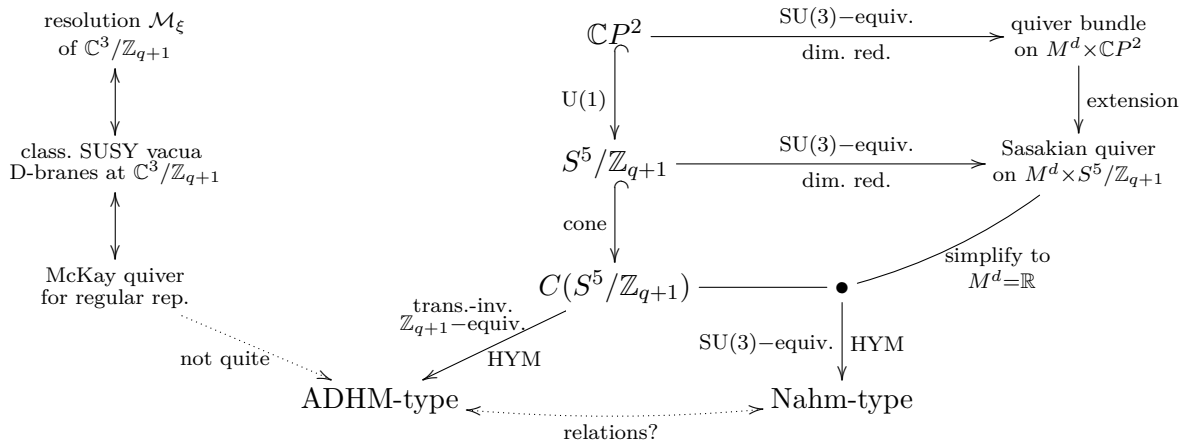 resolution ℳ_ξ
of ℂ³/ℤ_{q+1}
ℂP²
SU(3)−equiv.
dim. red.
quiver bundle
on M^d×ℂP²
U(1)
extension
class. SUSY vacua
D-branes at ℂ³/ℤ_{q+1}
S⁵/ℤ_{q+1}
SU(3)−equiv.
dim. red.
Sasakian quiver
on M^d×S⁵/ℤ_{q+1}
cone
McKay quiver
for regular rep.
C(S⁵/ℤ_{q+1})
simplify to
M^d=ℝ
trans.-inv.
ℤ_{q+1}−equiv.
HYM
SU(3)−equiv.
HYM
not quite
ADHM-type
Nahm-type
relations?